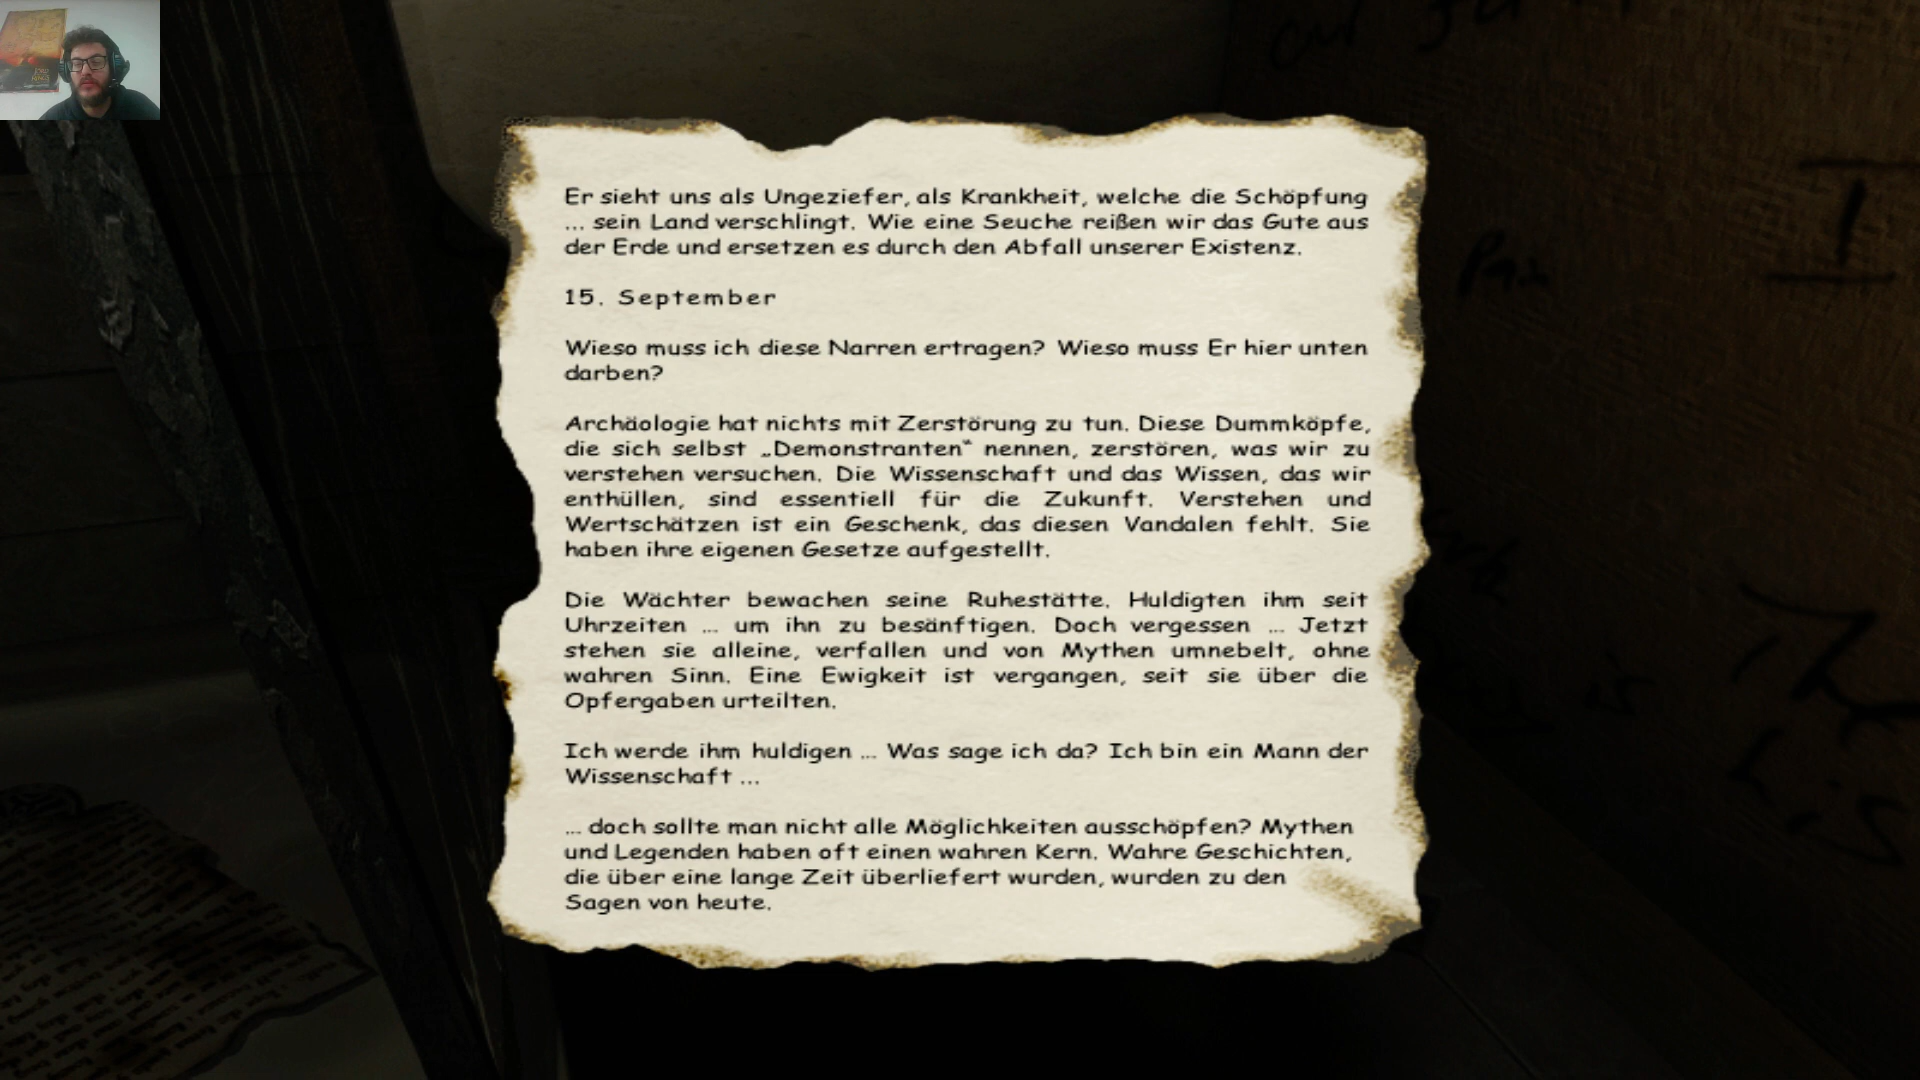 Er sieht uns als Ungeziefer, als Krankheit, welche die Schöpfung
... sein Land verschlingt. Wie eine Seuche reißen wir das Gute aus
der Erde und ersetzen es durch den Abfall unserer Existenz.
15. September
Wieso muss ich diese Narren ertragen? Wieso muss Er hier unten
darben?
Archäologie hat nichts mit Zerstörung zu tun. Diese Dummköpfe,
die sich selbst „Demonstranten“ nennen, zerstören, was wir zu
verstehen versuchen. Die Wissenschaft und das Wissen, das wir
enthüllen, sind essentiell für die Zukunft. Verstehen und
Wertschätzen ist ein Geschenk, das diesen Vandalen fehlt. Sie
haben ihre eigenen Gesetze aufgestellt.
Die Wächter bewachen seine Ruhestätte. Huldigten ihm seit
Uhrzeiten ... um ihn zu besänftigen. Doch vergessen ... Jetzt
stehen sie alleine, verfallen und von Mythen umnebelt, ohne
wahren Sinn. Eine Ewigkeit ist vergangen, seit sie über die
Opfergaben urteilten.
Ich werde ihm huldigen ... Was sage ich da? Ich bin ein Mann der
Wissenschaft ...
... doch sollte man nicht alle Möglichkeiten ausschöpfen? Mythen
und Legenden haben oft einen wahren Kern. Wahre Geschichten,
die über eine lange Zeit überliefert wurden, wurden zu den
Sagen von heute.